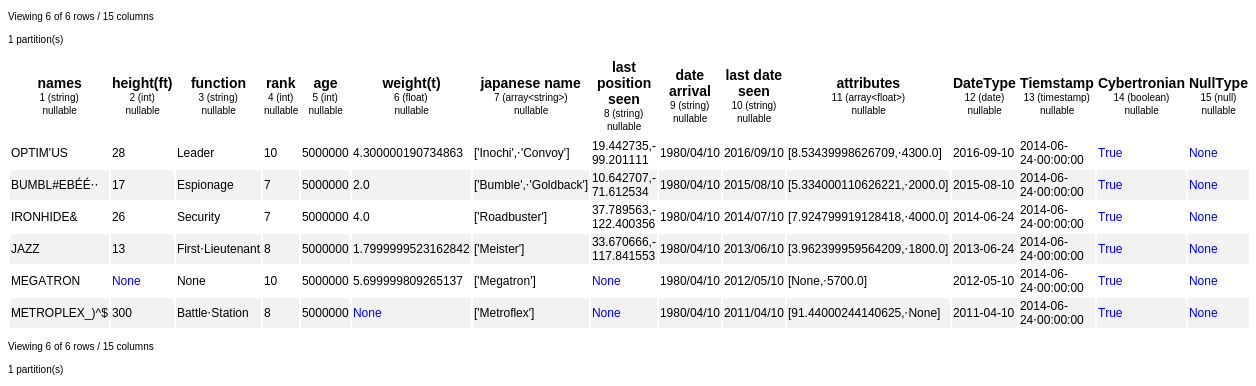 Viewing 6 of 6 rows / 15 columns
1 partition(s)
names height(ft) function rank age weight(t) japanese name last position seen date arrival last date seen attributes DateType Tiemstamp Cybertronian NullType
1 (string) 2 (int) 3 (string) 4 (int) 5 (int) 6 (float) 7 (array<string>) 8 (string) 9 (string) 10 (string) 11 (array<float>) 12 (date) 13 (timestamp) 14 (boolean) 15 (null)
nullable nullable nullable nullable nullable nullable nullable nullable nullable nullable nullable nullable nullable nullable nullable
OPTIM'US 28 Leader 10 5000000 4.300000190734863 ['Inochi',·'Convoy'] 19.442735,-99.201111 1980/04/10 2016/09/10 [8.53439998626709,·4300.0] 2016-09-10 2014-06-24·00:00:00 True None
BUMBL#EBÉÉ·· 17 Espionage 7 5000000 2.0 ['Bumble',·'Goldback'] 10.642707,-71.612534 1980/04/10 2015/08/10 [5.334000110626221,·2000.0] 2015-08-10 2014-06-24·00:00:00 True None
IRONHIDE& 26 Security 7 5000000 4.0 ['Roadbuster'] 37.789563,-122.400356 1980/04/10 2014/07/10 [7.924799919128418,·4000.0] 2014-06-24 2014-06-24·00:00:00 True None
JAZZ 13 First·Lieutenant 8 5000000 1.7999999523162842 ['Meister'] 33.670666,-117.841553 1980/04/10 2013/06/10 [3.962399959564209,·1800.0] 2013-06-24 2014-06-24·00:00:00 True None
MEGATRON None None 10 5000000 5.699999809265137 ['Megatron'] None 1980/04/10 2012/05/10 [None,·5700.0] 2012-05-10 2014-06-24·00:00:00 True None
METROPLEX_)^$ 300 Battle·Station 8 5000000 None ['Metroflex'] None 1980/04/10 2011/04/10 [91.44000244140625,·None] 2011-04-10 2014-06-24·00:00:00 True None
Viewing 6 of 6 rows / 15 columns
1 partition(s)